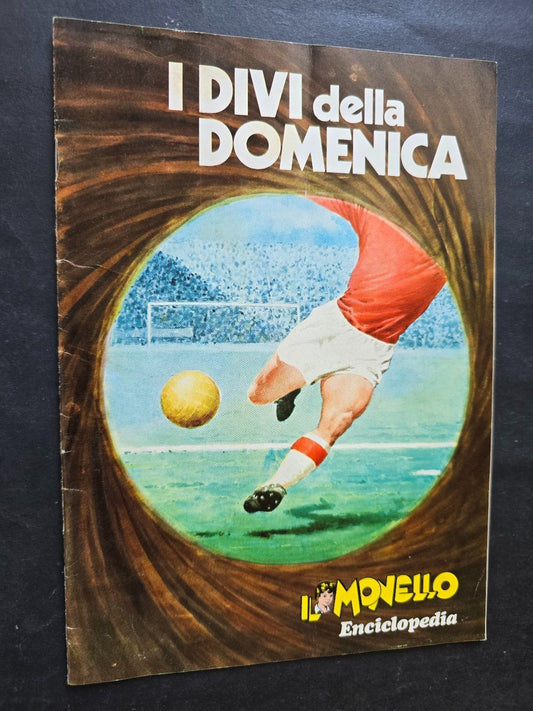 I DIVI della
DOMENICA
IL MONELLO
Enciclopedia